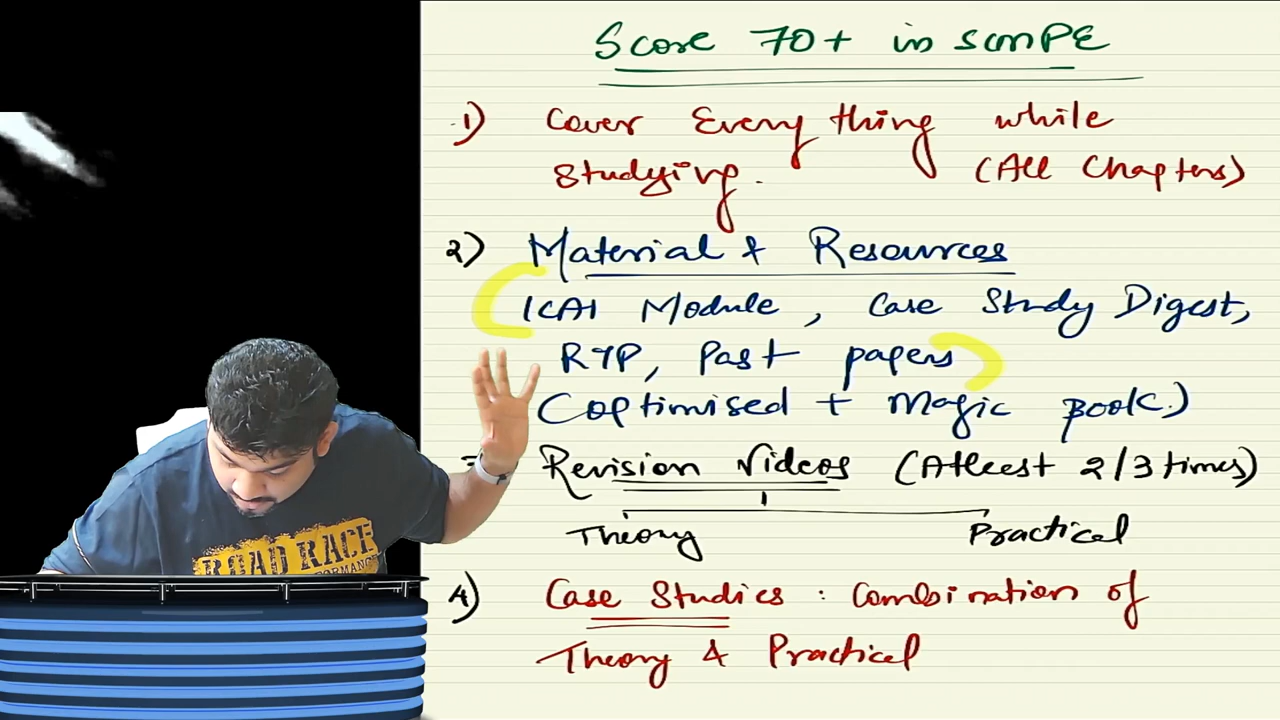 Score 70+ in SCMPE
1) Cover Everything while
studying. (All Chapters)
2) Material & Resources
ICAI Module, Case Study Digest,
RTP, Past papers
(Optimised + Magic Book.)
Revision Videos (Atleest 2/3 times)
Theory Practical
4) Case Studies : Combination of
Theory & Practical
ROAD RACE